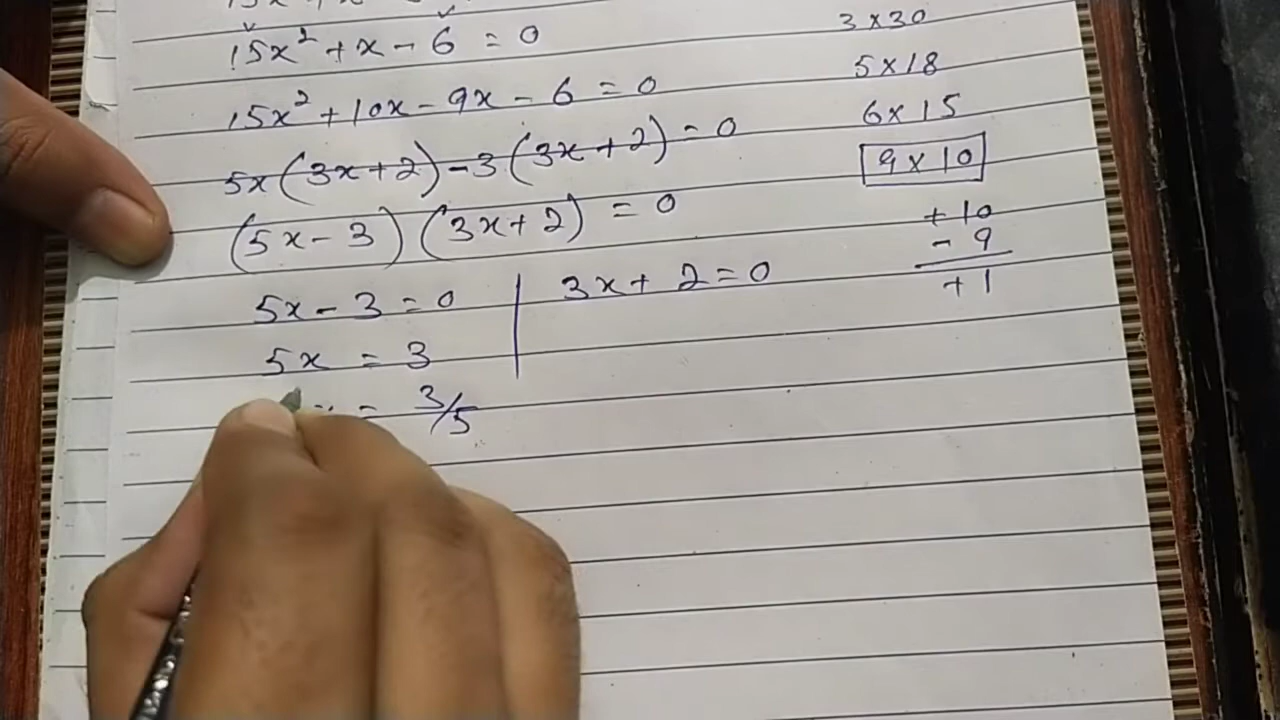 15x² + x − 6 = 0
15x² + 10x − 9x − 6 = 0
5x(3x+2) − 3(3x+2) = 0
(5x − 3)(3x + 2) = 0
5x − 3 = 0 | 3x + 2 = 0
5x = 3
= 3/5
3 × 30
5 × 18
6 × 15
9 × 10
+ 10
− 9
+ 1